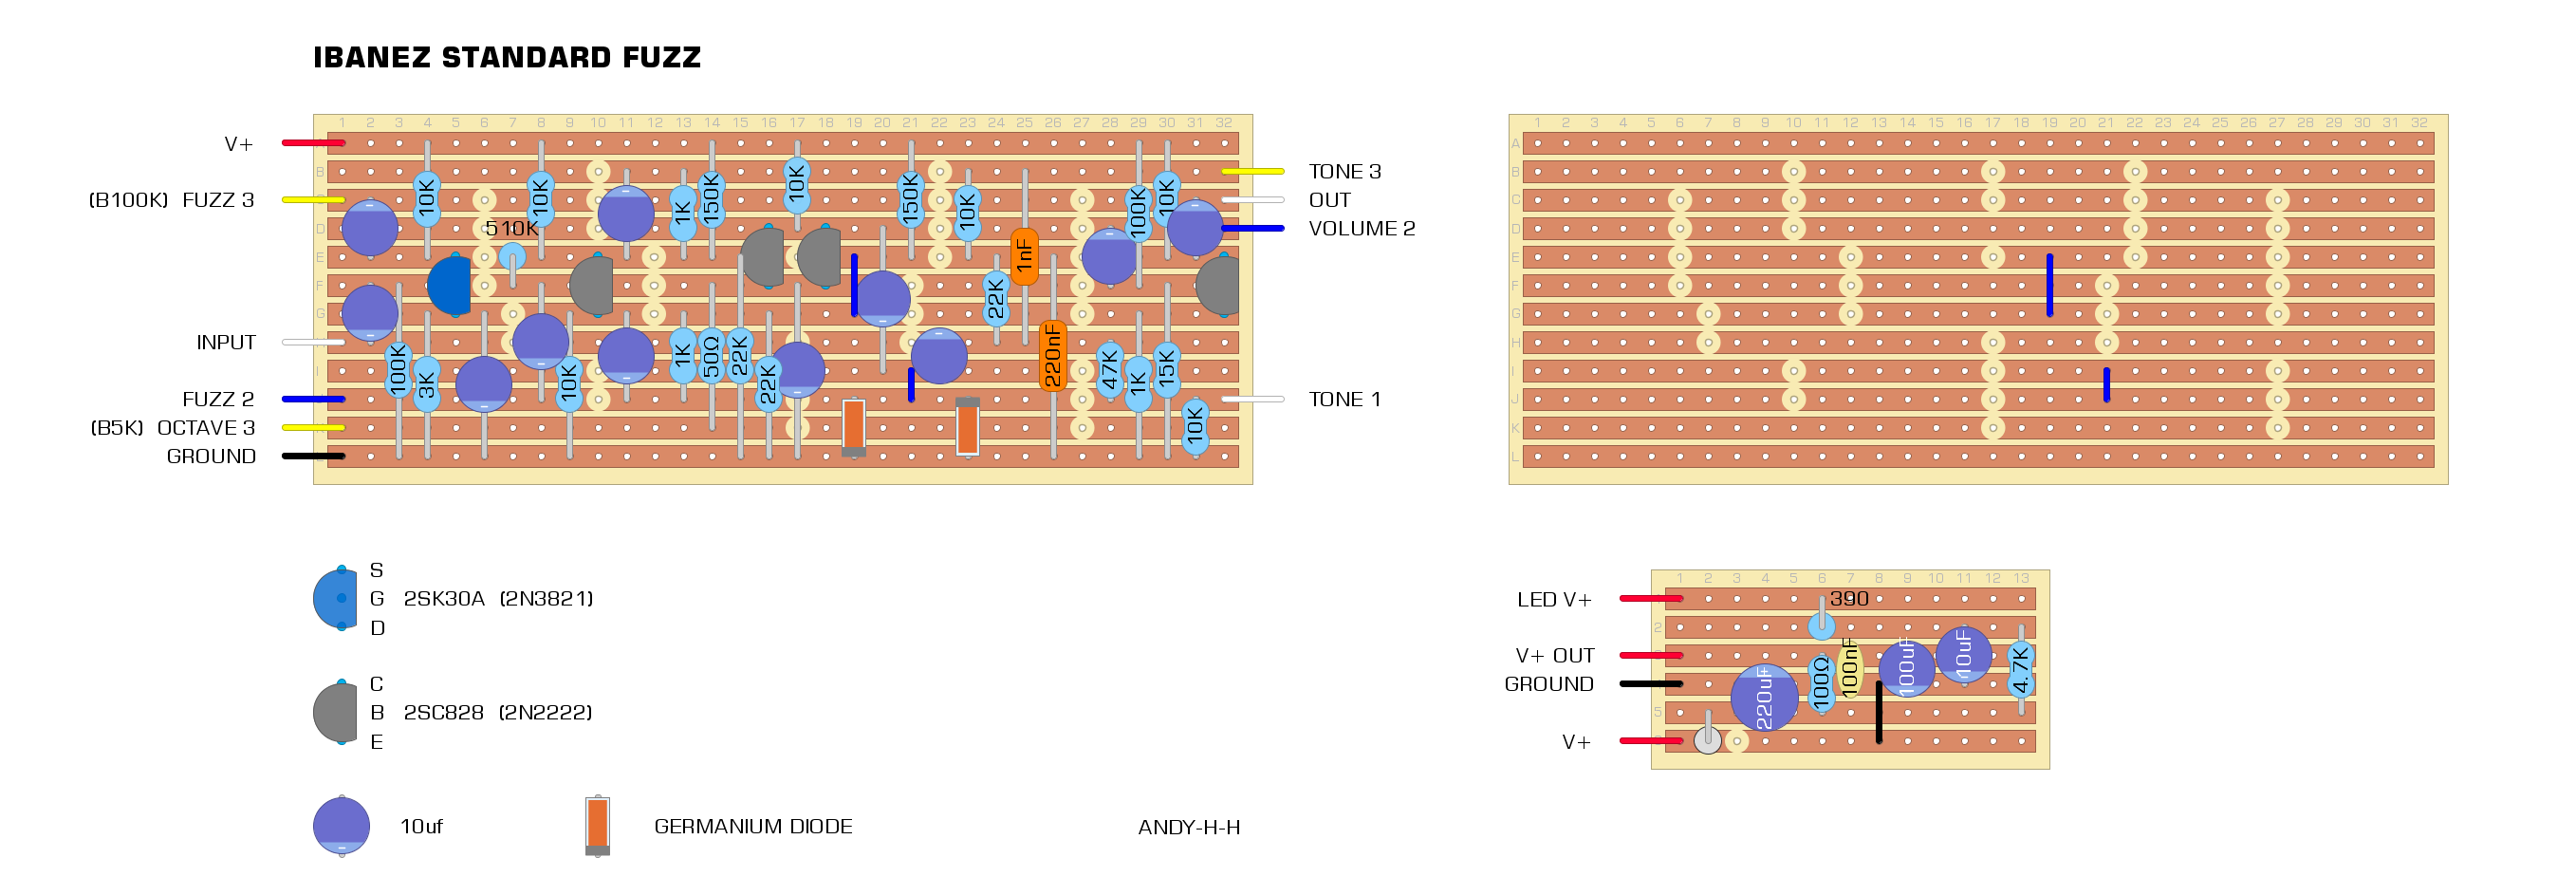 IBANEZ STANDARD FUZZ
1 2 3 4 5 6 7 8 9 10 11 12 13 14 15 16 17 18 19 20 21 22 23 24 25 26 27 28 29 30 31 32
V+
(B100K) FUZZ 3
INPUT
FUZZ 2
(B5K) OCTAVE 3
GROUND
B
C
D
E
F
G
I
10K
10K
1K
150K
10K
150K
10K
100K
10K
510K
1nF
22K
100K
3K
10K
1K
50Ω
22K
22K
220nF
47K
1K
15K
10K
TONE 3
OUT
VOLUME 2
TONE 1
1 2 3 4 5 6 7 8 9 10 11 12 13 14 15 16 17 18 19 20 21 22 23 24 25 26 27 28 29 30 31 32
A
B
C
D
E
F
G
H
I
J
K
L
S
G 2SK30A (2N3821)
D
C
B 2SC828 (2N2222)
E
10uf
GERMANIUM DIODE
ANDY-H-H
1 2 3 4 5 6 7 8 9 10 11 12 13
LED V+
V+ OUT
GROUND
V+
2
5
390
220uF
100Ω
100nF
100uF
10uF
4.7K